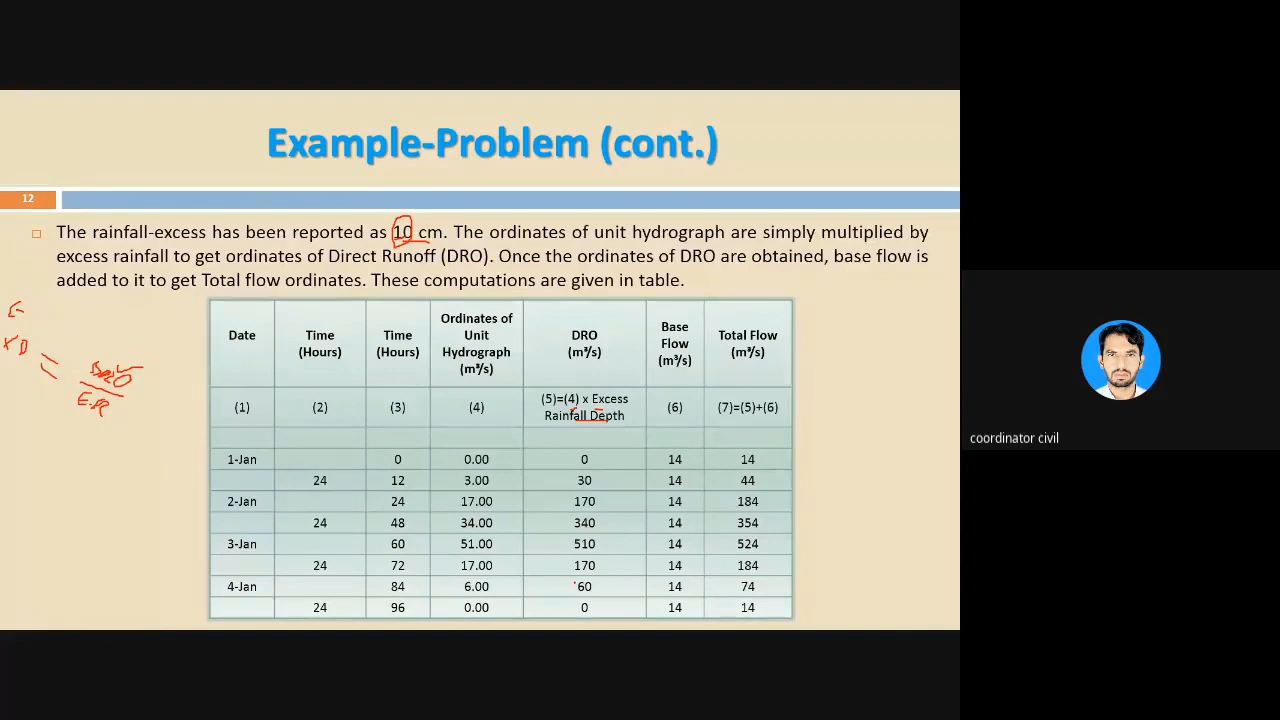 Example-Problem (cont.)
12
The rainfall-excess has been reported as 10 cm. The ordinates of unit hydrograph are simply multiplied by
excess rainfall to get ordinates of Direct Runoff (DRO). Once the ordinates of DRO are obtained, base flow is
added to it to get Total flow ordinates. These computations are given in table.
Date Time (Hours) Time (Hours) Ordinates of Unit Hydrograph (m³/s) DRO (m³/s) Base Flow (m³/s) Total Flow (m³/s)
(1) (2) (3) (4) (5)=(4) x Excess Rainfall Depth (6) (7)=(5)+(6)
1-Jan 0 0.00 0 14 14
24 12 3.00 30 14 44
2-Jan 24 17.00 170 14 184
24 48 34.00 340 14 354
3-Jan 60 51.00 510 14 524
24 72 17.00 170 14 184
4-Jan 84 6.00 60 14 74
24 96 0.00 0 14 14
coordinator civil